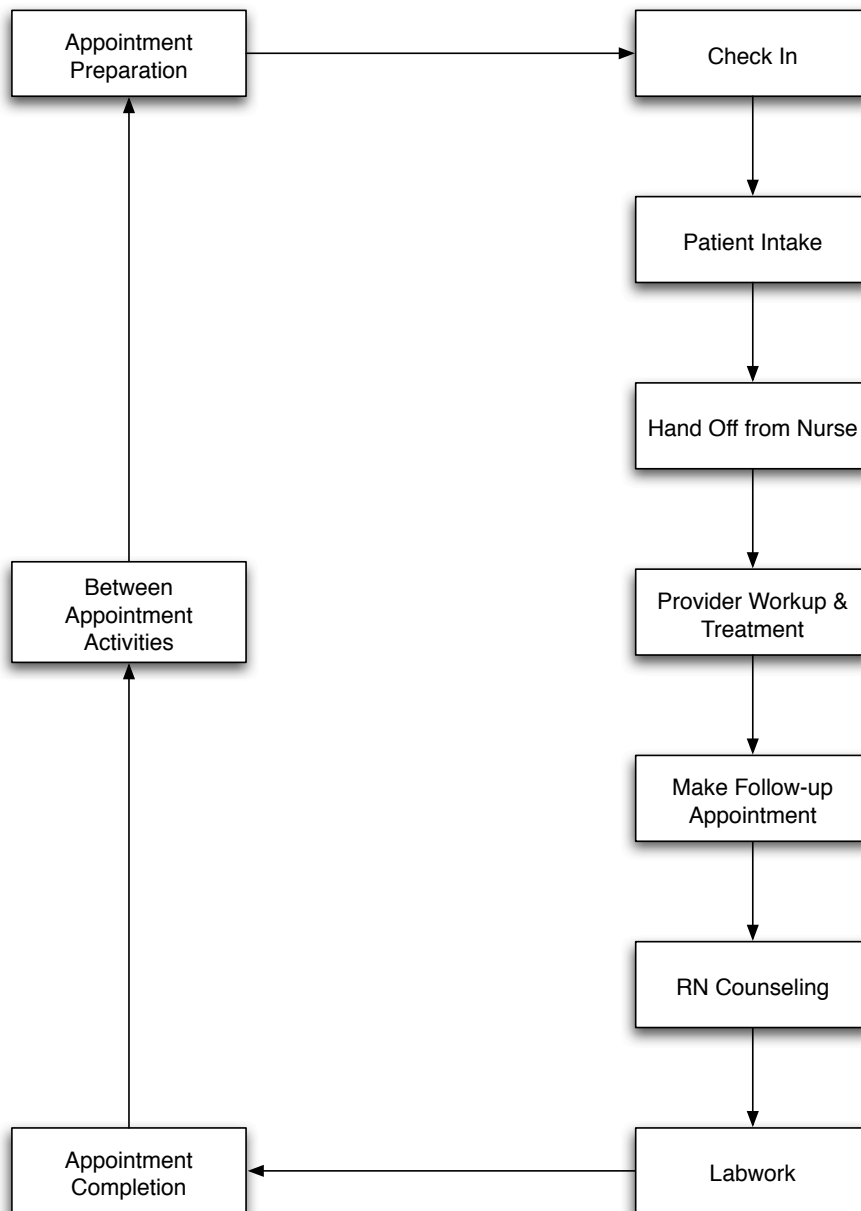 Appointment
Preparation
Check In
Patient Intake
Hand Off from Nurse
Provider Workup &
Treatment
Make Follow-up
Appointment
RN Counseling
Labwork
Appointment
Completion
Between
Appointment
Activities